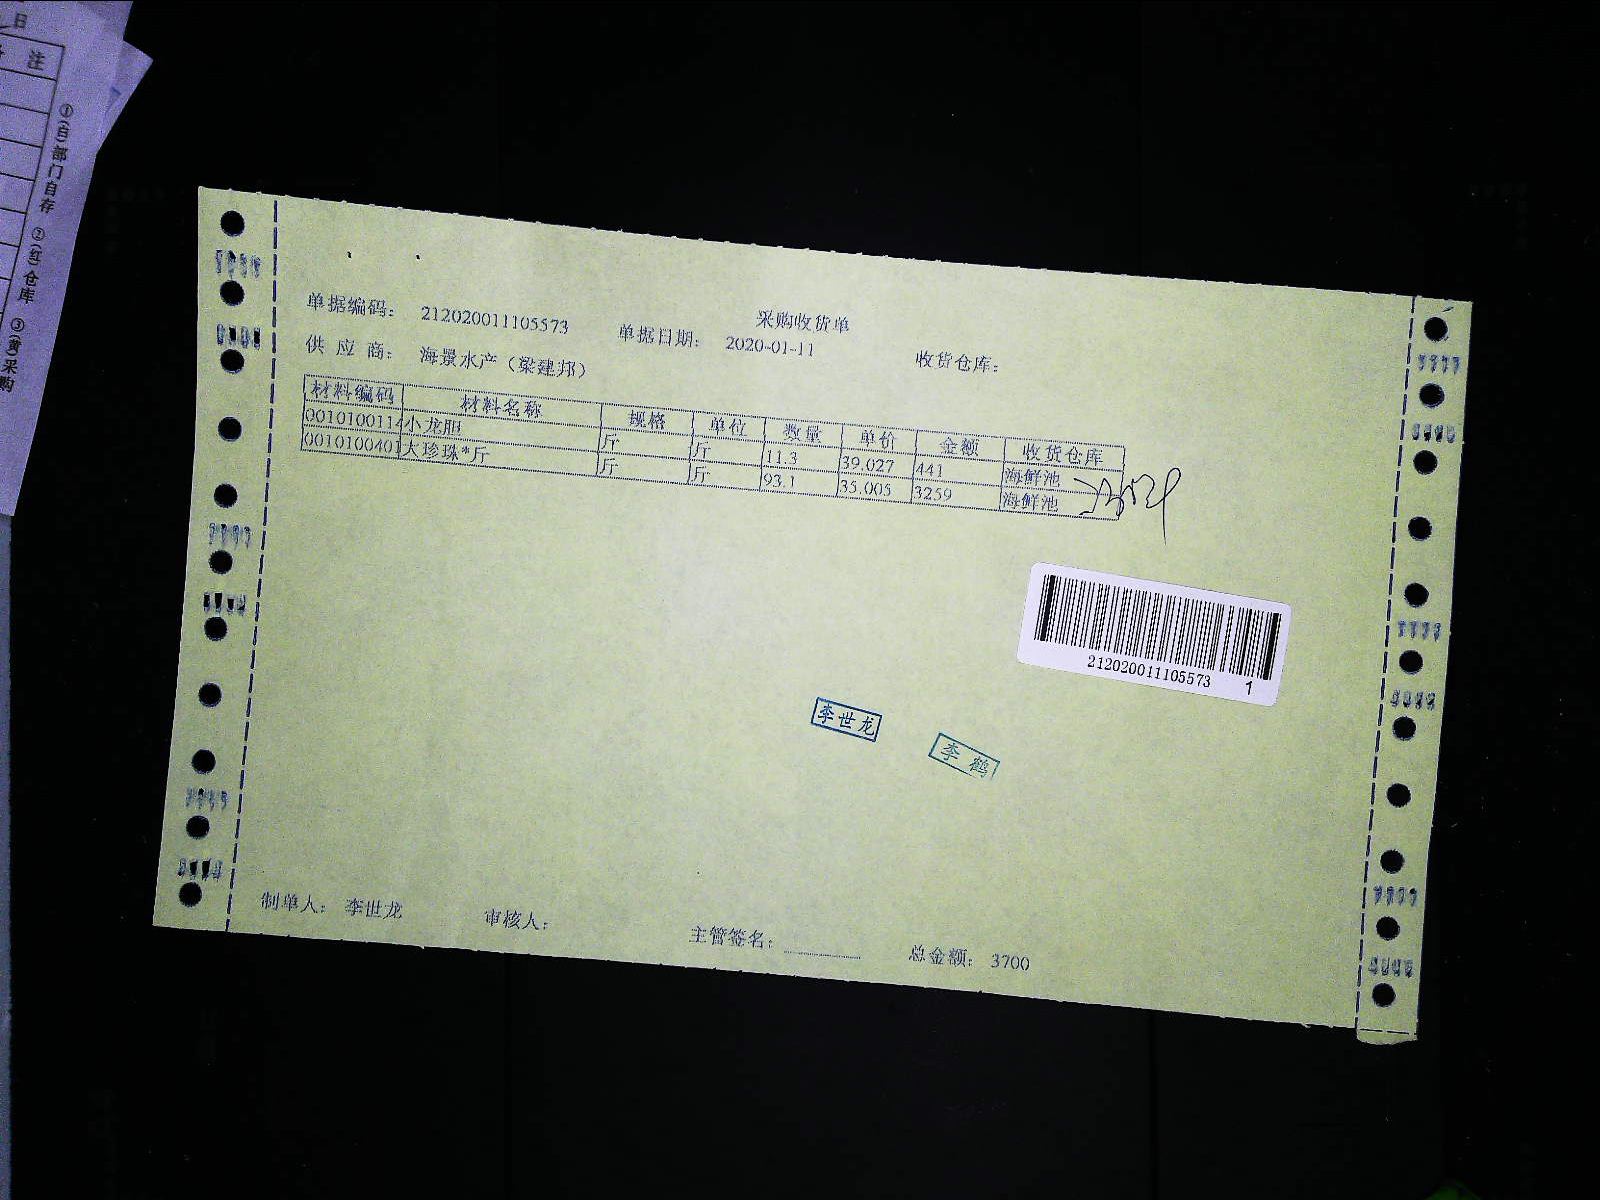 日
注
①(白)部门自存 ②(红)仓库 ③(黄)采购
采购收货单
单据编码: 212020011105573 单据日期: 2020-01-11 收货仓库:
供 应 商: 海景水产（梁建邦）
材料编码 材料名称 规格 单位 数量 单价 金额 收货仓库
0010100114 小龙胆 斤 斤 11.3 39.027 441 海鲜池
0010100401 大珍珠*斤 斤 斤 93.1 35.005 3259 海鲜池
212020011105573 1
李世龙
李鹤
制单人: 李世龙 审核人: 主管签名: 总金额: 3700